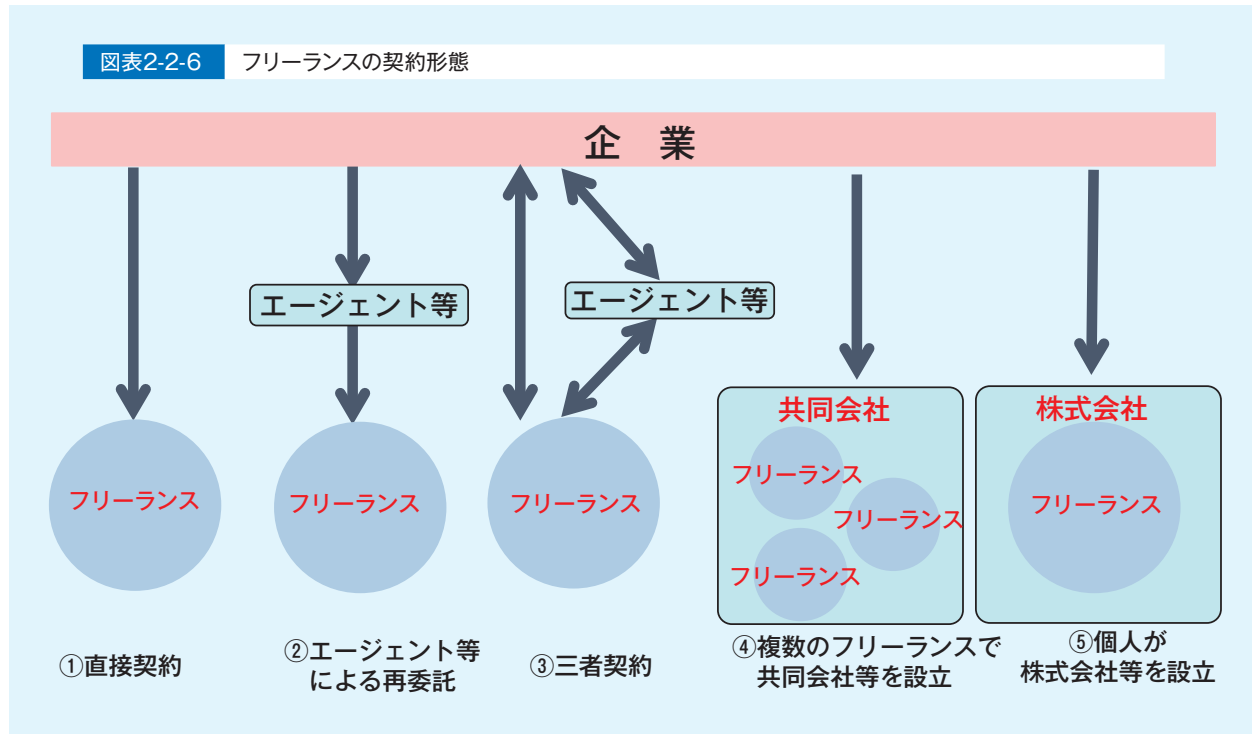 図表2-2-6 フリーランスの契約形態
企 業
エージェント等
エージェント等
フリーランス
フリーランス
フリーランス
共同会社
フリーランス
フリーランス
フリーランス
株式会社
フリーランス
①直接契約
②エージェント等
による再委託
③三者契約
④複数のフリーランスで
共同会社等を設立
⑤個人が
株式会社等を設立